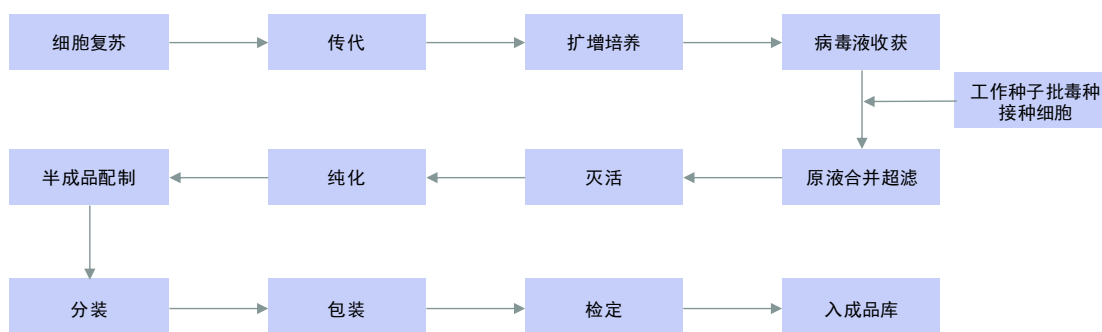 细胞复苏
传代
扩增培养
病毒液收获
工作种子批毒种
接种细胞
原液合并超滤
灭活
纯化
半成品配制
分装
包装
检定
入成品库